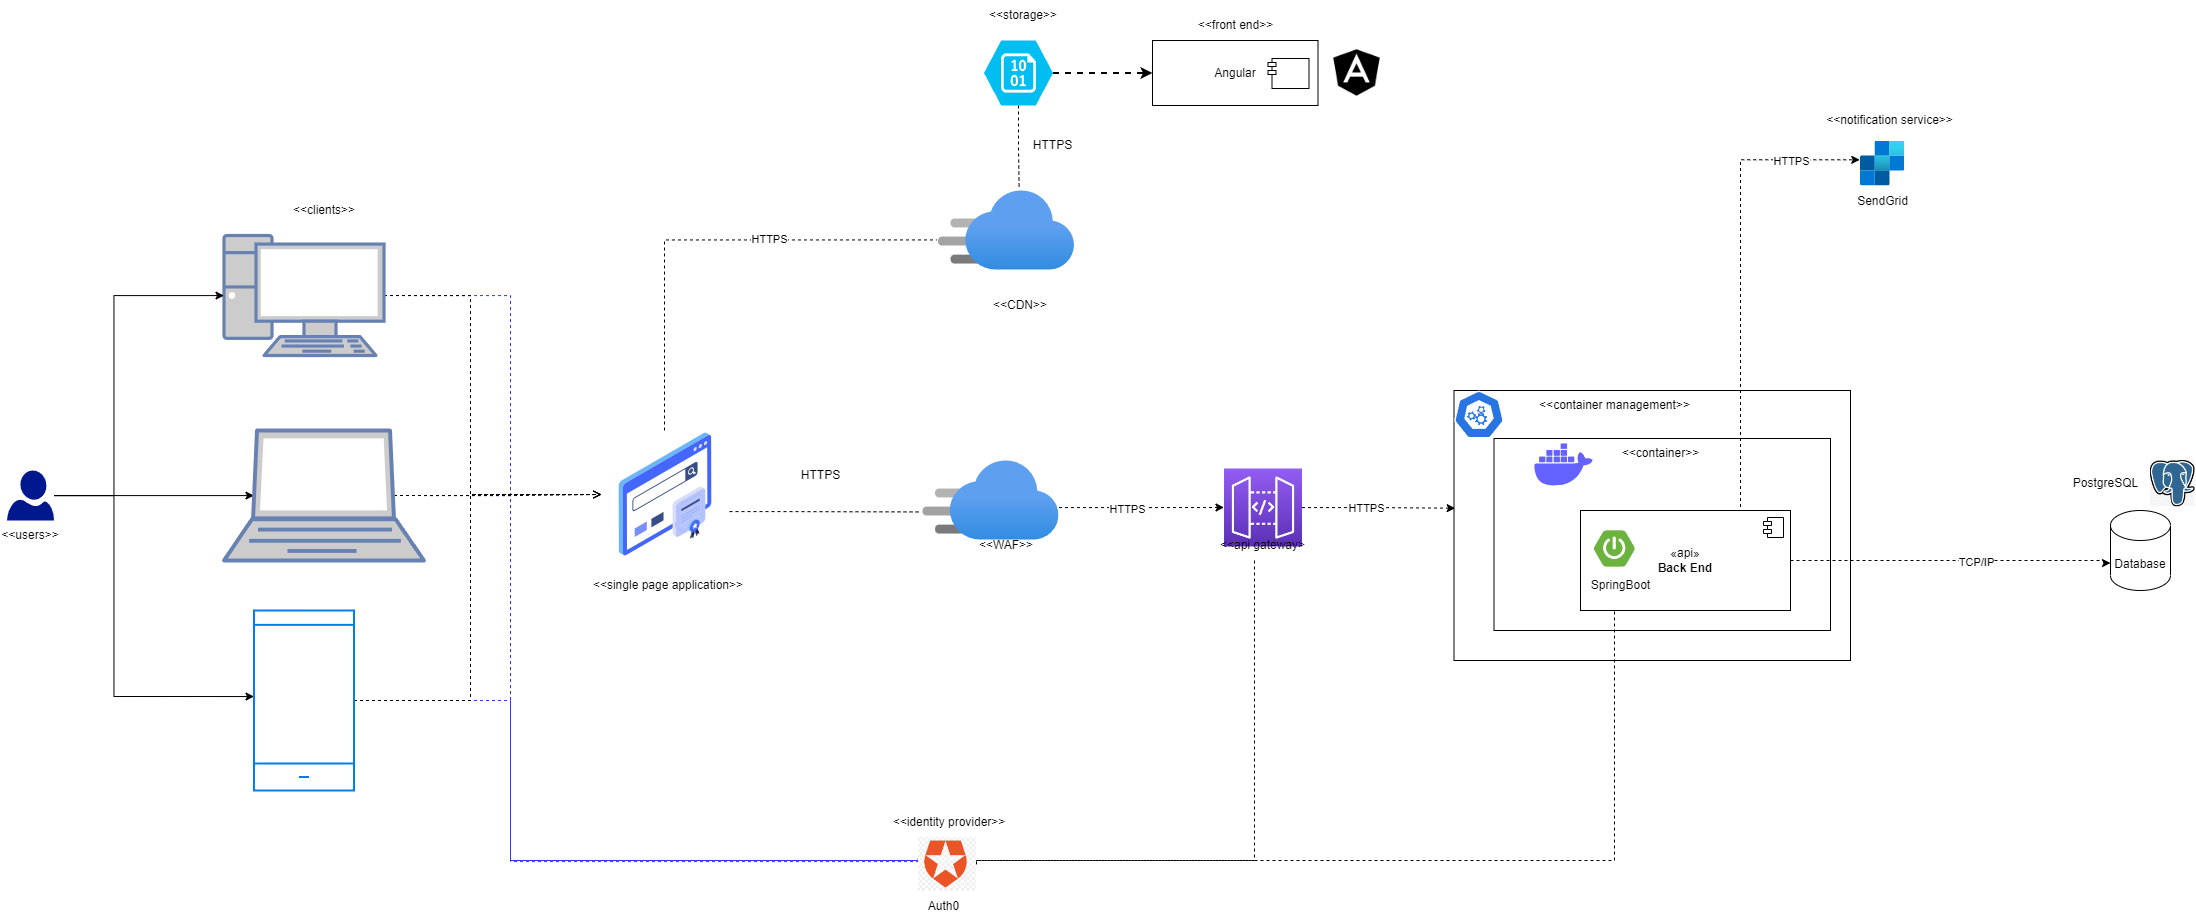 <<storage>>
<<front end>>
10
01
Angular
A
HTTPS
<<notification service>>
HTTPS
SendGrid
<<clients>>
HTTPS
<<CDN>>
<<container management>>
<<container>>
HTTPS
PostgreSQL
<<users>>
HTTPS
</>
HTTPS
<<WAF>>
<<api gateway>>
«api»
Back End
SpringBoot
TCP/IP
Database
<<single page application>>
<<identity provider>>
Auth0